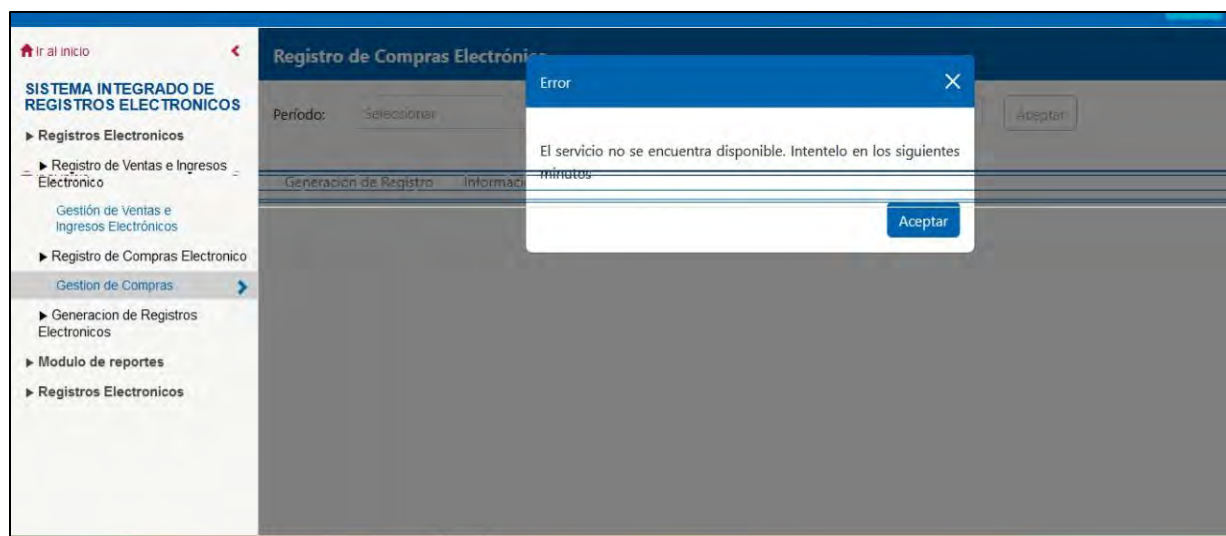 Ir al inicio
SISTEMA INTEGRADO DE
REGISTROS ELECTRONICOS
Registros Electronicos
Registro de Ventas e Ingresos
Electronico
Gestión de Ventas e
Ingresos Electrónicos
Registro de Compras Electronico
Gestion de Compras
Generacion de Registros
Electronicos
Modulo de reportes
Registros Electronicos
Registro de Compras Electróni
Período:
Seleccionar
Aceptar
Generación de Registro
Informaci
Error
El servicio no se encuentra disponible. Intentelo en los siguientes
minutos
Aceptar